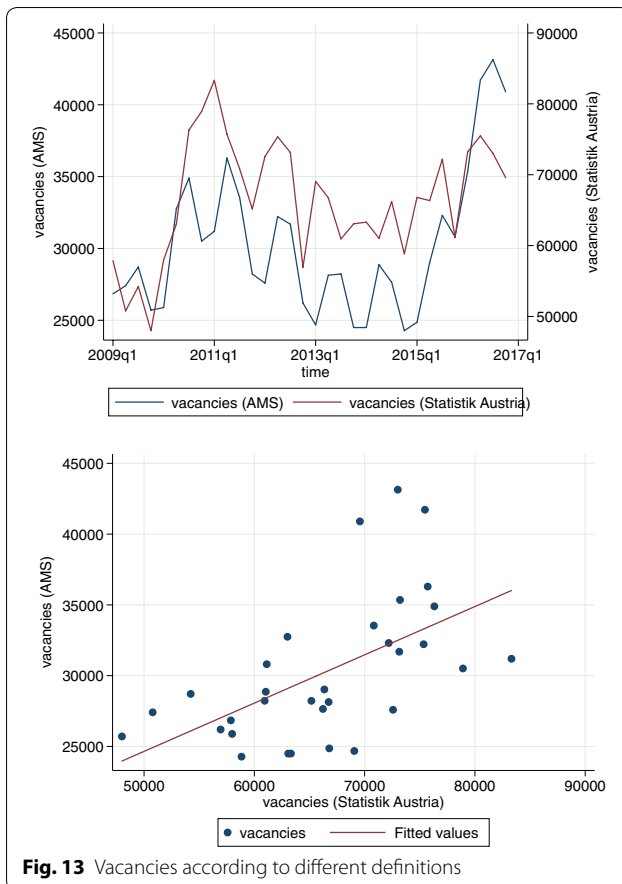 45000
40000
35000
30000
25000
vacancies (AMS)
90000
80000
70000
60000
50000
vacancies (Statistik Austria)
2009q1 2011q1 2013q1 2015q1 2017q1
time
vacancies (AMS) vacancies (Statistik Austria)
45000
40000
35000
30000
25000
vacancies (AMS)
50000 60000 70000 80000 90000
vacancies (Statistik Austria)
vacancies Fitted values
Fig. 13 Vacancies according to different definitions